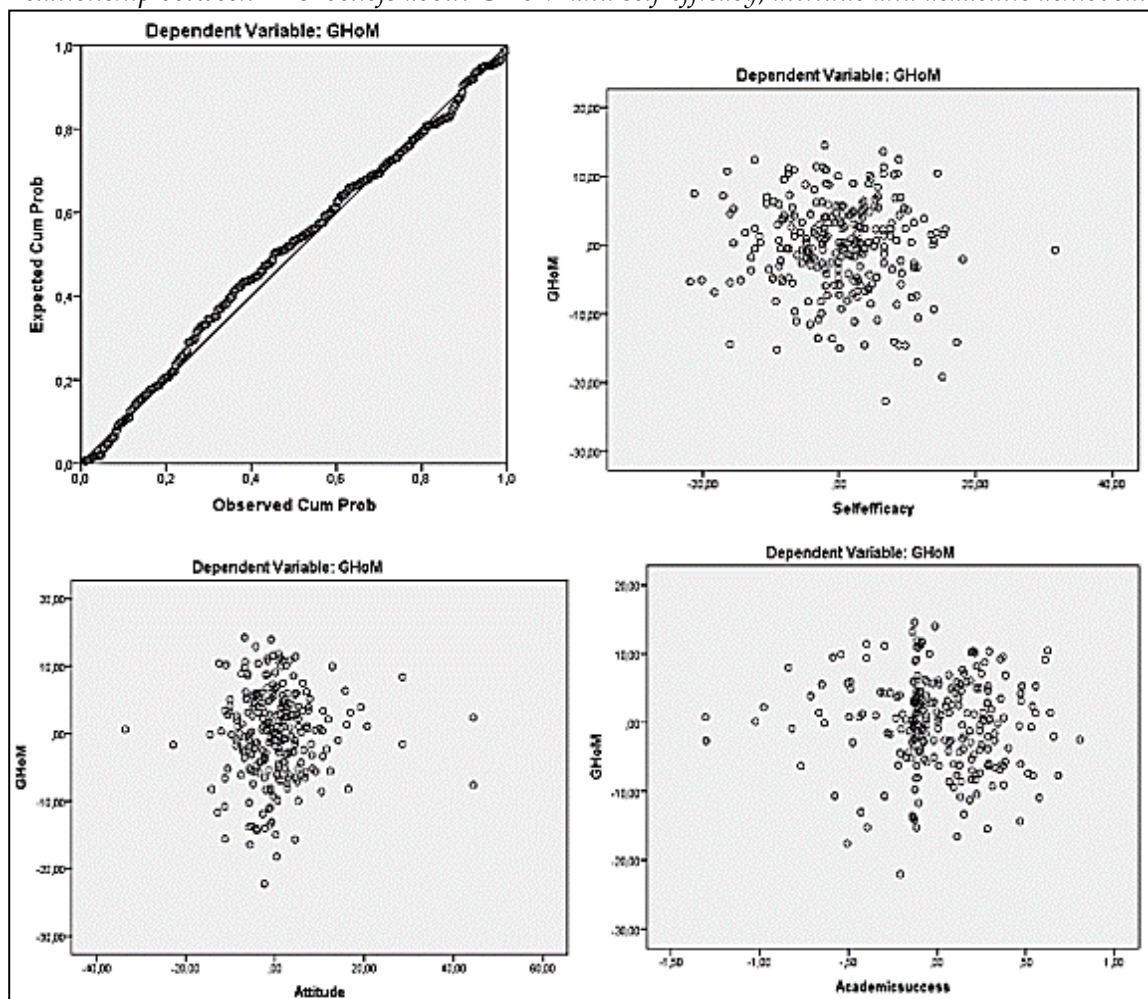 between beliefs about and self-efficacy, attitude and academic
Dependent Variable: GHoM
1,0
0,8
0,6
0,4
0,2
0,0
Expected Cum Prob
0,0 0,2 0,4 0,6 0,8 1,0
Observed Cum Prob
Dependent Variable: GHoM
20,00
10,00
,00
-10,00
-20,00
-30,00
GHoM
-20,00 ,00 20,00 40,00
Selfefficacy
Dependent Variable: GHoM
20,00
10,00
,00
-10,00
-20,00
-30,00
GHoM
-40,00 -20,00 ,00 20,00 40,00 60,00
Attitude
Dependent Variable: GHoM
20,00
10,00
,00
-10,00
-20,00
-30,00
GHoM
-1,50 -1,00 -,50 ,00 ,50 1,00
Academicsuccess